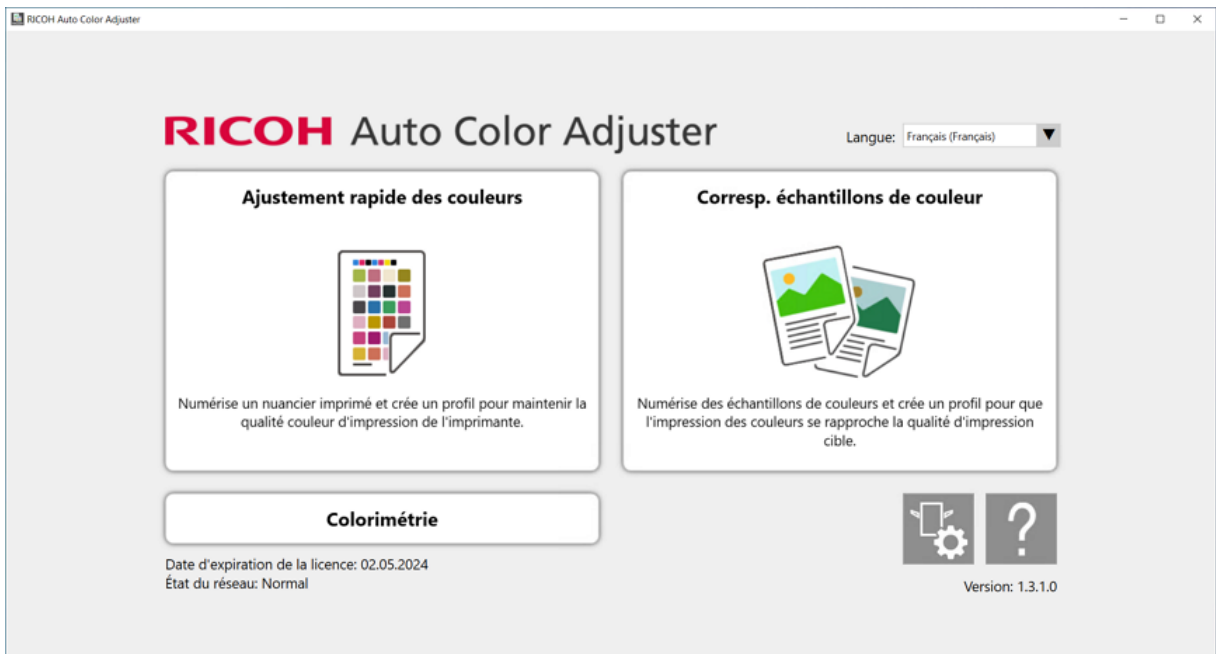 RICOH Auto Color Adjuster
RICOH Auto Color Adjuster
Langue: Français (Français)
Ajustement rapide des couleurs
Numérise un nuancier imprimé et crée un profil pour maintenir la
qualité couleur d'impression de l'imprimante.
Corresp. échantillons de couleur
Numérise des échantillons de couleurs et crée un profil pour que
l'impression des couleurs se rapproche la qualité d'impression
cible.
Colorimétrie
?
Date d'expiration de la licence: 02.05.2024
État du réseau: Normal
Version: 1.3.1.0